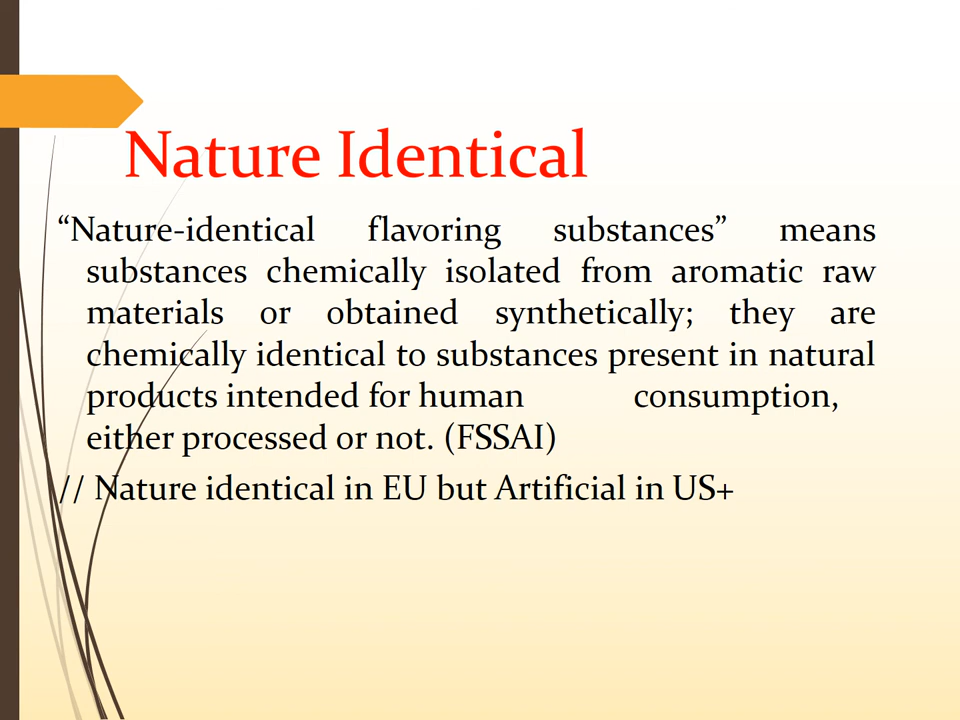 Nature Identical
“Nature-identical flavoring substances” means
substances chemically isolated from aromatic raw
materials or obtained synthetically; they are
chemically identical to substances present in natural
products intended for human consumption,
either processed or not. (FSSAI)
// Nature identical in EU but Artificial in US+